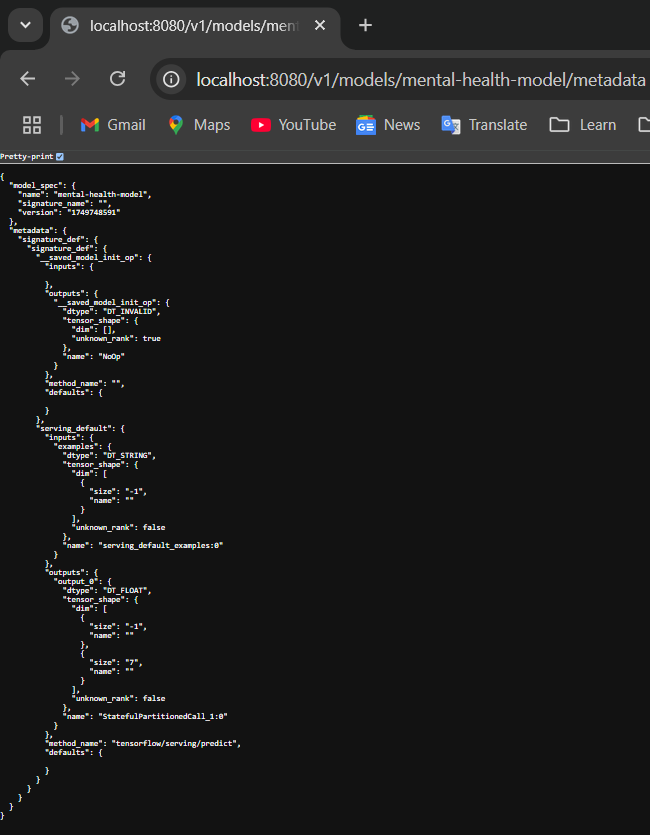 localhost:8080/v1/models/men
localhost:8080/v1/models/mental-health-model/metadata
Gmail
Maps
YouTube
News
Translate
Learn
Pretty-print
{
  "model_spec": {
    "name": "mental-health-model",
    "signature_name": "",
    "version": "1749748591"
  },
  "metadata": {
    "signature_def": {
      "signature_def": {
        "__saved_model_init_op": {
          "inputs": {
          },
          "outputs": {
            "__saved_model_init_op": {
              "dtype": "DT_INVALID",
              "tensor_shape": {
                "dim": [],
                "unknown_rank": true
              },
              "name": "NoOp"
            }
          },
          "method_name": "",
          "defaults": {
          }
        },
        "serving_default": {
          "inputs": {
            "examples": {
              "dtype": "DT_STRING",
              "tensor_shape": {
                "dim": [
                  {
                    "size": "-1",
                    "name": ""
                  }
                ],
                "unknown_rank": false
              },
              "name": "serving_default_examples:0"
            }
          },
          "outputs": {
            "output_0": {
              "dtype": "DT_FLOAT",
              "tensor_shape": {
                "dim": [
                  {
                    "size": "-1",
                    "name": ""
                  },
                  {
                    "size": "7",
                    "name": ""
                  }
                ],
                "unknown_rank": false
              },
              "name": "StatefulPartitionedCall_1:0"
            }
          },
          "method_name": "tensorflow/serving/predict",
          "defaults": {
          }
        }
      }
    }
  }
}